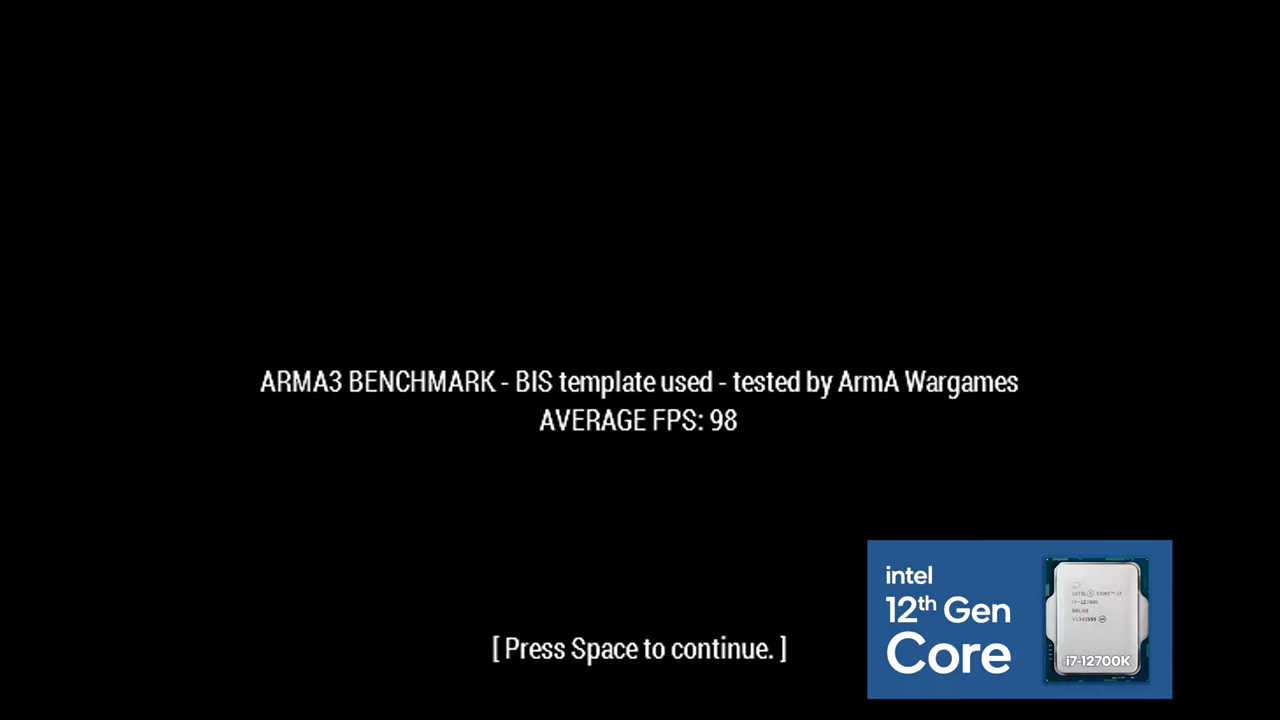 ARMA3 BENCHMARK - BIS template used - tested by ArmA Wargames
AVERAGE FPS: 98
[ Press Space to continue. ]
intel
12th Gen
Core
i7-12700K